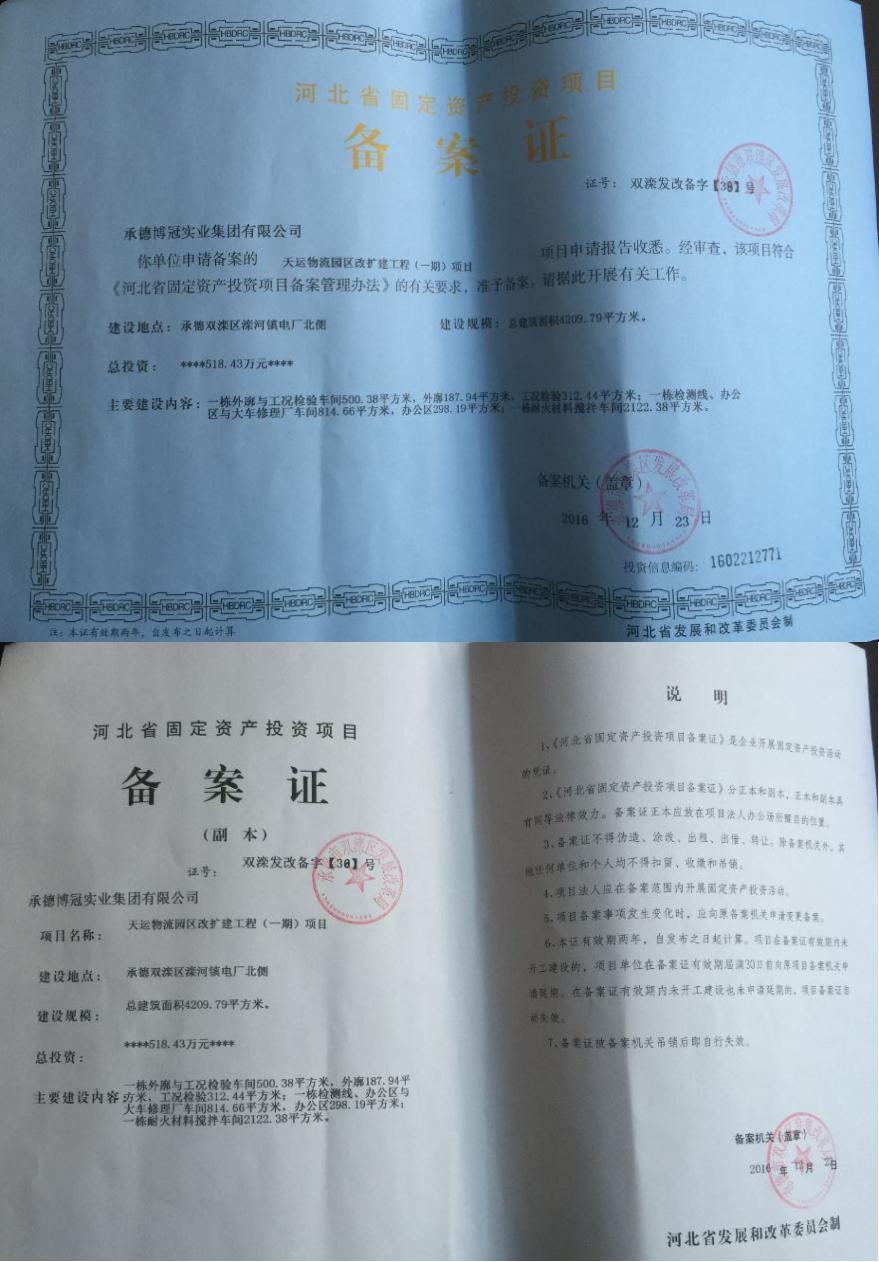 河北省固定资产投资项目
备案证
证号： 双滦发改备字【30】号
承德博冠实业集团有限公司
你单位申请备案的 天运物流园区改扩建工程（一期）项目 项目申请报告收悉。经审查，该项目符合
《河北省固定资产投资项目备案管理办法》的有关要求，准予备案。请据此开展有关工作。
建设地点： 承德双滦区滦河镇电厂北侧 建设规模： 总建筑面积4209.79平方米。
总投资： ****518.43万元****
主要建设内容： 一栋外廓与工况检验车间500.38平方米，外廓187.94平方米，工况检验312.44平方米；一栋检测线、办公
区与大车修理厂车间814.66平方米，办公区298.19平方米；一栋耐火材料搅拌车间2122.38平方米。
备案机关（盖章）
2016 年 12 月 23 日
投资信息编码： 1602212771
注：本证有效期两年，自发布之日起计算
河北省发展和改革委员会制
河北省固定资产投资项目
备案证
（副本）
证号： 双滦发改备字【30】号
承德博冠实业集团有限公司
项目名称： 天运物流园区改扩建工程（一期）项目
建设地点： 承德双滦区滦河镇电厂北侧
建设规模： 总建筑面积4209.79平方米。
总投资： ****518.43万元****
主要建设内容： 一栋外廓与工况检验车间500.38平方米，外廓187.94平
方米，工况检验312.44平方米；一栋检测线、办公区与
大车修理厂车间814.66平方米，办公区298.19平方米；
一栋耐火材料搅拌车间2122.38平方米。
说 明
1、《河北省固定资产投资项目备案证》是企业开展固定资产投资活动
的凭证。
2、《河北省固定资产投资项目备案证》分正本和副本，正本和副本具
有同等法律效力。备案证正本应放在项目法人办公场所醒目的位置。
3、备案证不得伪造、涂改、出租、出借、转让。除备案机关外，其
他任何单位和个人均不得扣留、收缴和吊销。
4、项目法人应在备案范围内开展固定资产投资活动。
5、项目备案事项发生变化时，应向原备案机关申请变更备案。
6、本证有效期两年，自发布之日起计算。项目在备案证有效期内未
开工建设的，项目单位在备案证有效期届满30日前向原项目备案机关申
请延期。在备案证有效期内未开工建设也未申请延期的，项目备案证自
动失效。
7、备案证被备案机关吊销后即自行失效。
备案机关（盖章）
2016 年 12月 日
河北省发展和改革委员会制